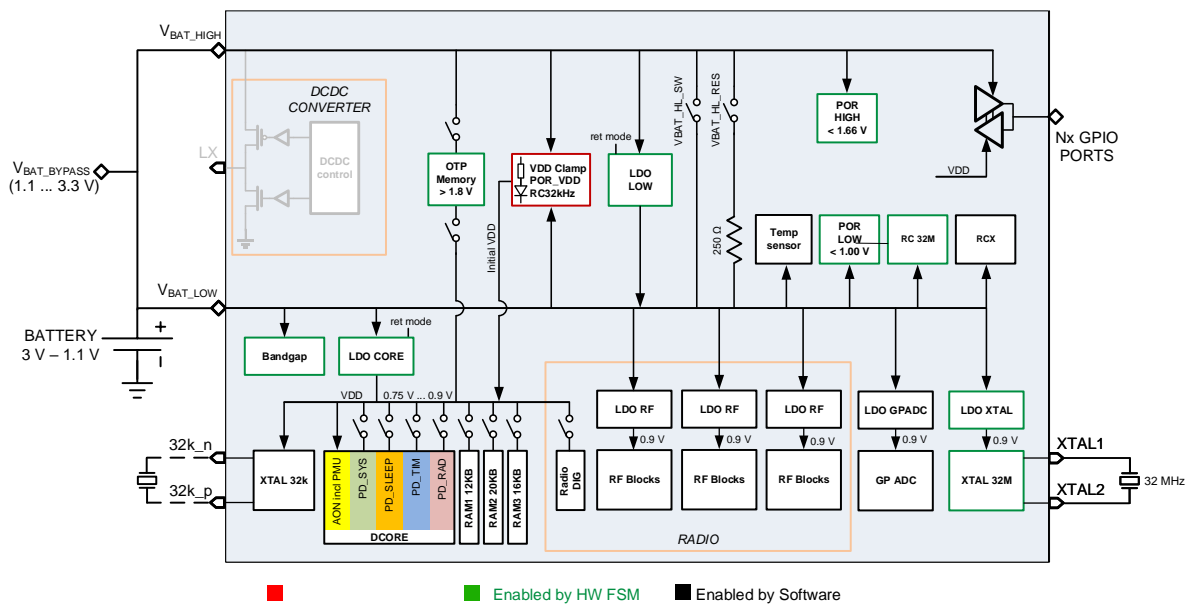 VBAT_HIGH
DCDC
CONVERTER
LX
DCDC
control
VBAT_BYPASS
(1.1 ... 3.3 V)
OTP
Memory
> 1.8 V
VDD Clamp
POR_VDD
RC32kHz
Initial VDD
ret mode
LDO
LOW
VBAT_HL_SW
VBAT_HL_RES
250 Ω
POR
HIGH
< 1.66 V
VDD
Nx GPIO
PORTS
Temp
sensor
POR
LOW
< 1.00 V
RC 32M
RCX
VBAT_LOW
BATTERY
3 V – 1.1 V
+
Bandgap
LDO CORE
ret mode
VDD
0.75 V ... 0.9 V
LDO RF
LDO RF
LDO RF
LDO GPADC
LDO XTAL
0.9 V
0.9 V
0.9 V
0.9 V
0.9 V
32k_n
32k_p
XTAL 32k
AON incl PMU
PD_SYS
PD_SLEEP
PD_TIM
PD_RAD
DCORE
RAM1 12KB
RAM2 20KB
RAM3 16KB
Radio
DIG
RF Blocks
RF Blocks
RF Blocks
RADIO
GP ADC
XTAL 32M
XTAL1
XTAL2
32 MHz
Enabled by HW FSM
Enabled by Software